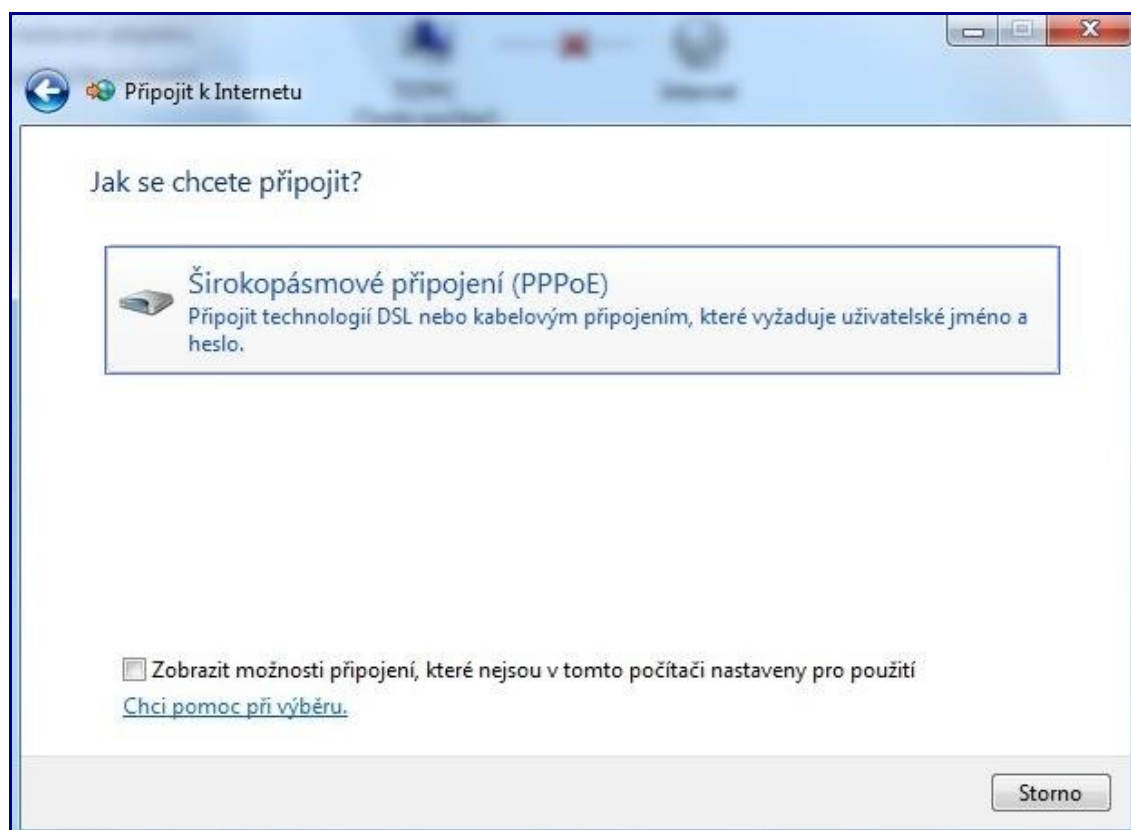 Připojit k Internetu
Jak se chcete připojit?
Širokopásmové připojení (PPPoE)
Připojit technologií DSL nebo kabelovým připojením, které vyžaduje uživatelské jméno a
heslo.
Zobrazit možnosti připojení, které nejsou v tomto počítači nastaveny pro použití
Chci pomoc při výběru.
Storno